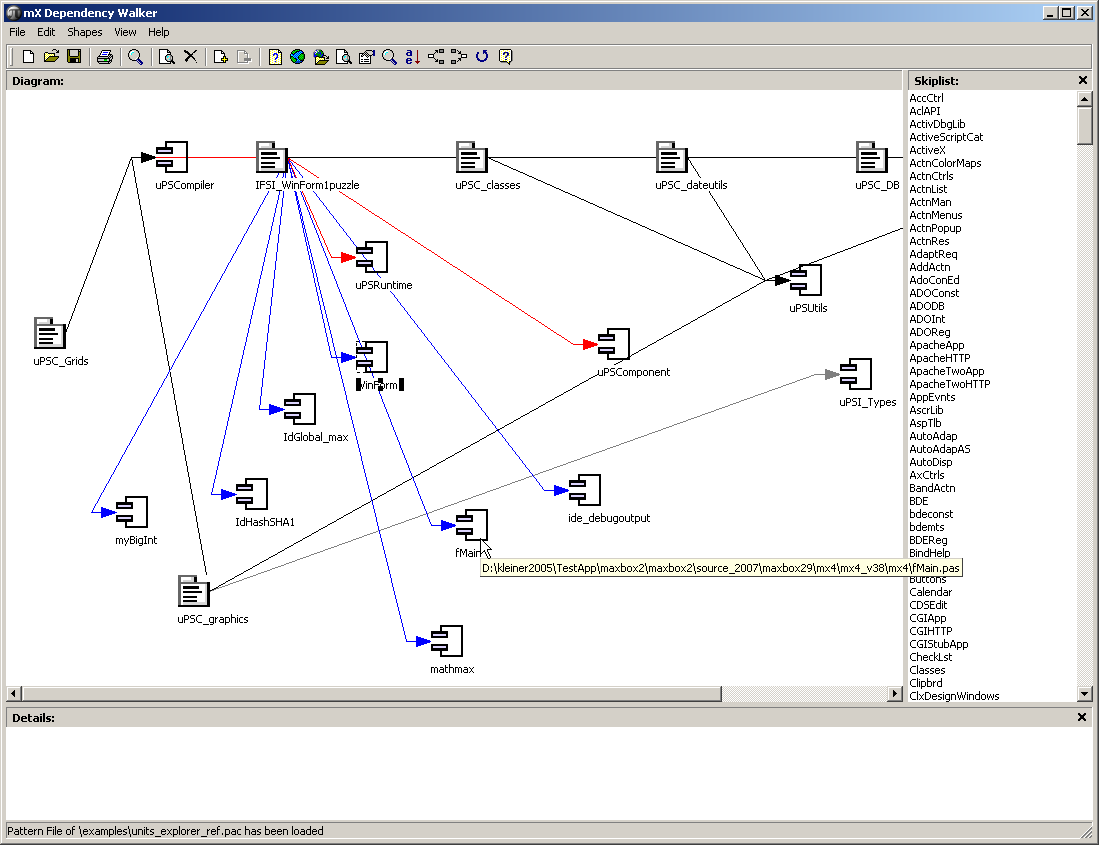 mX Dependency Walker
File Edit Shapes View Help
Diagram:
Skiplist:
uPSCompiler
IFSI_WinForm1puzzle
uPSC_classes
uPSC_dateutils
uPSC_DB
uPSRuntime
uPSUtils
uPSC_Grids
uPSComponent
WinForm
uPSI_Types
IdGlobal_max
IdHashSHA1
ide_debugoutput
myBigInt
fMain
D:\kleiner2005\TestApp\maxbox2\maxbox2\source_2007\maxbox29\mx4\mx4_v38\mx4\fMain.pas
uPSC_graphics
mathmax
AccCtrl
AclAPI
ActivDbgLib
ActiveScriptCat
ActiveX
ActnColorMaps
ActnCtrls
ActnList
ActnMan
ActnMenus
ActnPopup
ActnRes
AdaptReq
AddActn
AdoConEd
ADOConst
ADODB
ADOInt
ADOReg
ApacheApp
ApacheHTTP
ApacheTwoApp
ApacheTwoHTTP
AppEvnts
AscrLib
AspTlb
AutoAdap
AutoAdapAS
AutoDisp
AxCtrls
BandActn
BDE
bdeconst
bdemts
BDEReg
BindHelp
Buttons
Calendar
CDSEdit
CGIApp
CGIHTTP
CGIStubApp
CheckLst
Classes
Clipbrd
ClxDesignWindows
Details:
Pattern File of \examples\units_explorer_ref.pac has been loaded